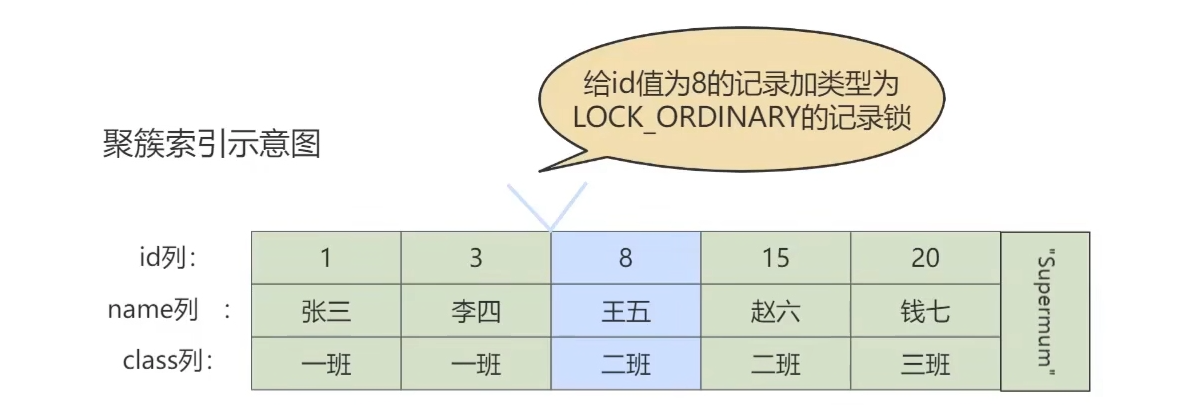 给id值为8的记录加类型为
LOCK_ORDINARY的记录锁
聚簇索引示意图
id列： 1 3 8 15 20
name列 ： 张三 李四 王五 赵六 钱七
class列： 一班 一班 二班 二班 三班
"Supermum"